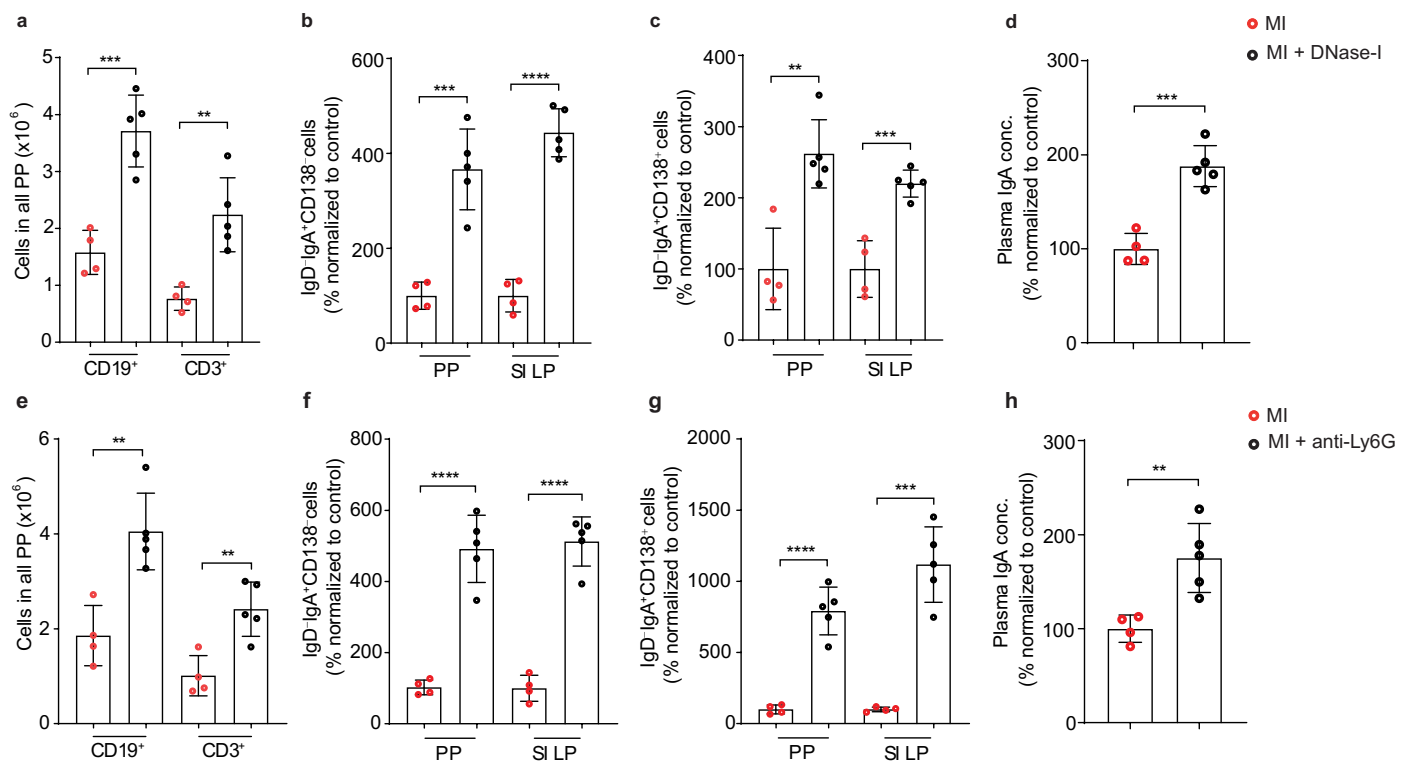 a
b
c
d
MI
MI + DNase-I
Cells in all PP (x10⁶)
5
4
3
2
1
0
***
**
CD19⁺
CD3⁺
IgD⁻IgA⁺CD138⁻cells
(% normalized to control)
600
400
200
0
***
****
PP
SI LP
IgD⁻IgA⁺CD138⁺ cells
(% normalized to control)
400
300
200
100
0
**
***
PP
SI LP
Plasma IgA conc.
(% normalized to control)
300
200
100
0
***
e
f
g
h
MI
MI + anti-Ly6G
Cells in all PP (x10⁶)
6
4
2
0
**
**
CD19⁺
CD3⁺
IgD⁻IgA⁺CD138⁻cells
(% normalized to control)
800
600
400
200
0
****
****
PP
SI LP
IgD⁻IgA⁺CD138⁺ cells
(% normalized to control)
2000
1500
1000
500
0
****
***
PP
SI LP
Plasma IgA conc.
(% normalized to control)
300
200
100
0
**